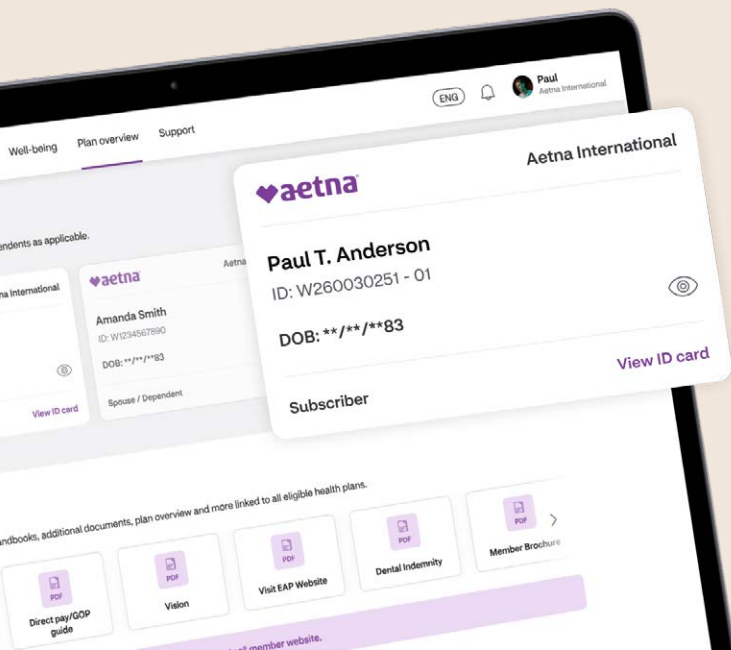 Well-being Plan overview Support
ENG
Paul
Aetna International
aetna
Aetna International
Paul T. Anderson
ID: W260030251 - 01
DOB: **/**/**83
Subscriber
View ID card
as applicable.
International
View ID card
aetna
Aetna
Amanda Smith
ID: W1234567890
DOB: **/**/**83
Spouse / Dependent
additional documents, plan overview and more linked to all eligible health plans.
PDF
Direct pay/GOP
guide
PDF
Vision
PDF
Visit EAP Website
PDF
Dental Indemnity
PDF
Member Brochure
member website.